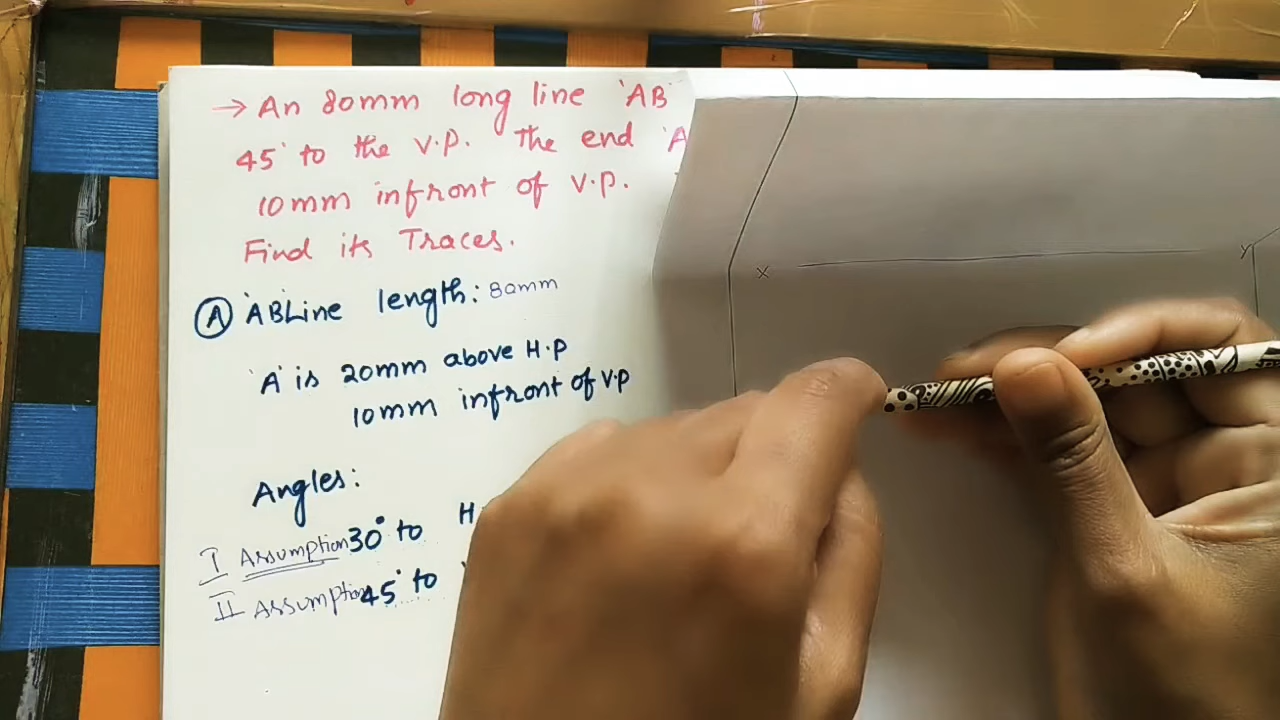 → An 80mm long line 'AB'
45° to the V.P. The end 'A
10mm infront of V.P.
Find its Traces.
Ⓐ 'AB'Line length: 80mm
'A' is 20mm above H.P
10mm infront of V.P
Angles:
I Assumption 30° to H
II Assumption 45° to
X Y